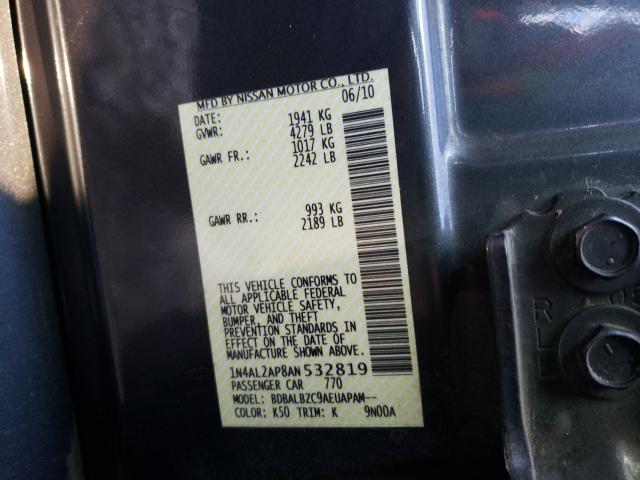 MFD BY NISSAN MOTOR CO., LTD.
DATE: 06/10
GVWR: 1941 KG
4279 LB
GAWR FR.: 1017 KG
2242 LB
GAWR RR.: 993 KG
2189 LB
THIS VEHICLE CONFORMS TO
ALL APPLICABLE FEDERAL
MOTOR VEHICLE SAFETY,
BUMPER, AND THEFT
PREVENTION STANDARDS IN
EFFECT ON THE DATE OF
MANUFACTURE SHOWN ABOVE.
1N4AL2AP8AN532819
PASSENGER CAR 770
MODEL: BDBALBZC9AEUAPAM--
COLOR: K50 TRIM: K 9N00A